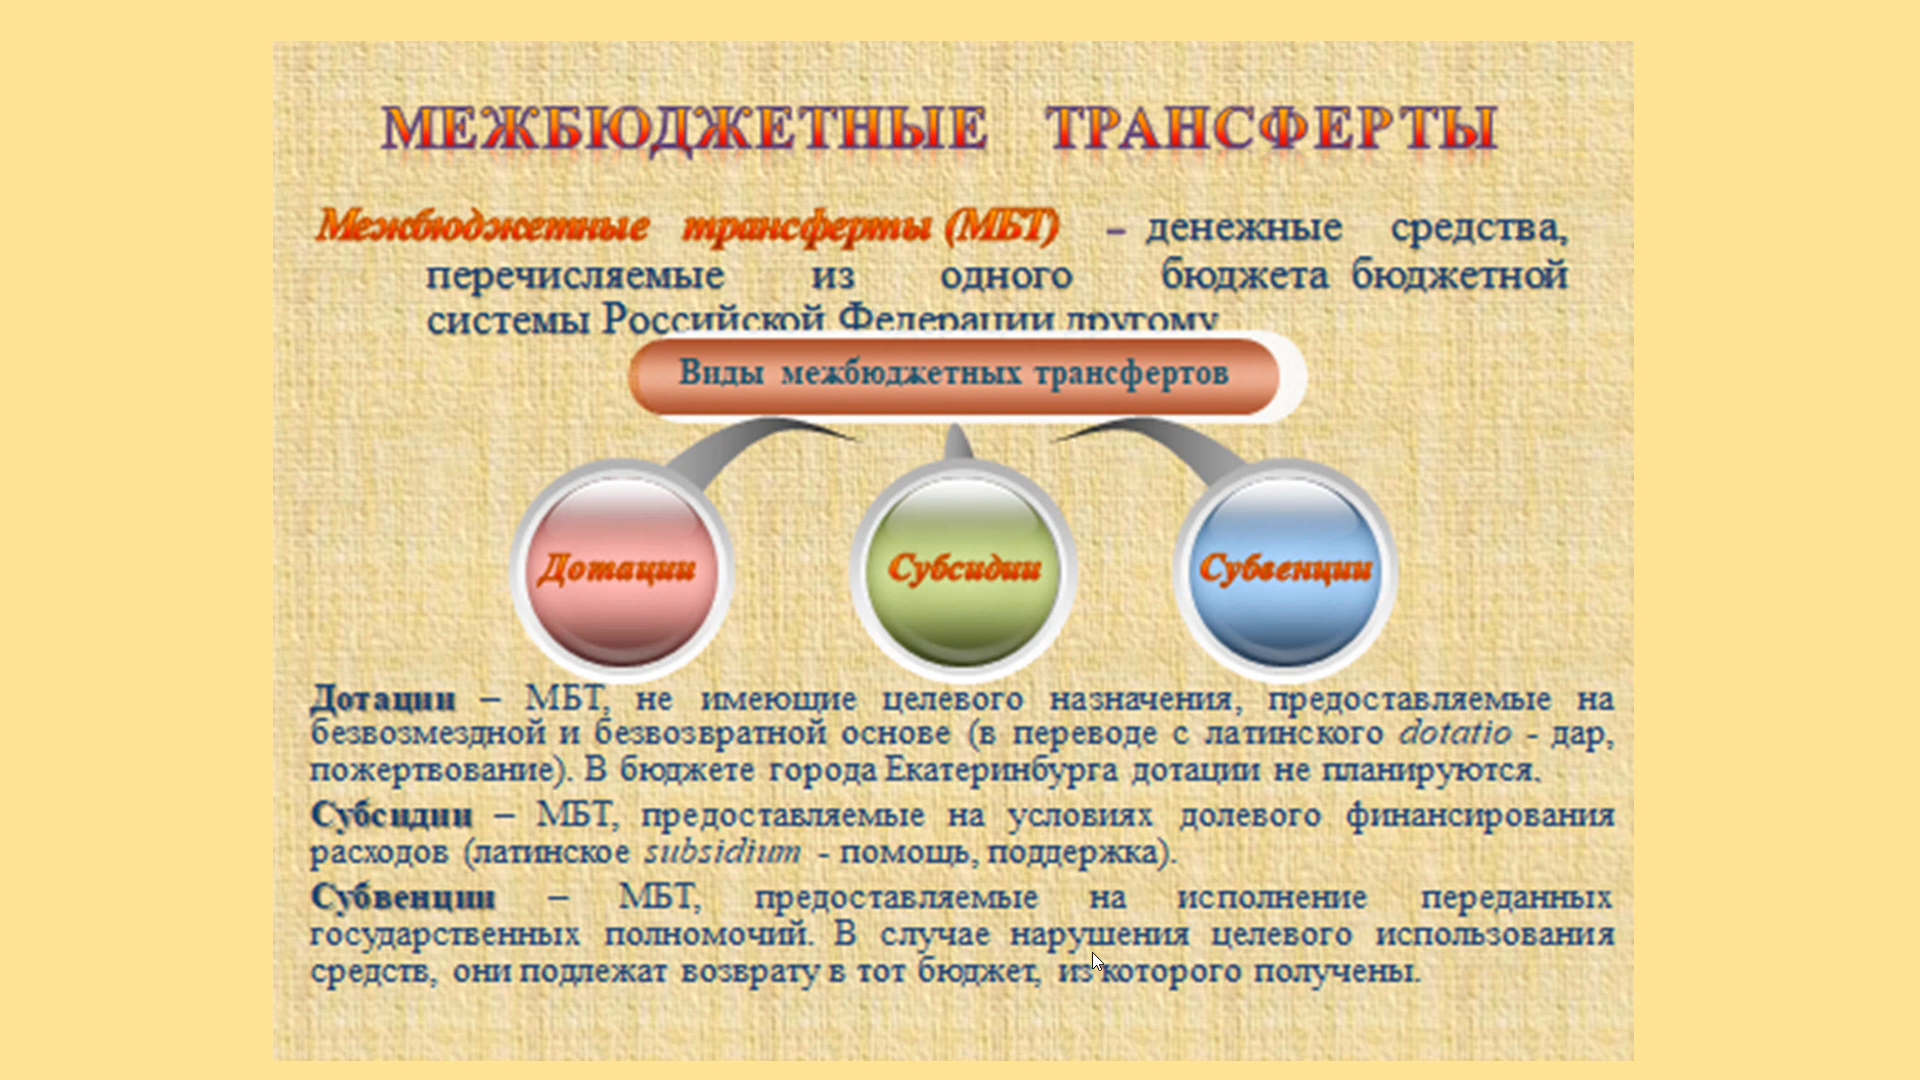 МЕЖБЮДЖЕТНЫЕ ТРАНСФЕРТЫ
Межбюджетные трансферты (МБТ) – денежные средства,
перечисляемые из одного бюджета бюджетной
системы Российской Федерации другому
Виды межбюджетных трансфертов
Дотации Субсидии Субвенции
Дотации – МБТ, не имеющие целевого назначения, предоставляемые на
безвозмездной и безвозвратной основе (в переводе с латинского dotatio - дар,
пожертвование). В бюджете города Екатеринбурга дотации не планируются.
Субсидии – МБТ, предоставляемые на условиях долевого финансирования
расходов (латинское subsidium - помощь, поддержка).
Субвенции – МБТ, предоставляемые на исполнение переданных
государственных полномочий. В случае нарушения целевого использования
средств, они подлежат возврату в тот бюджет, из которого получены.